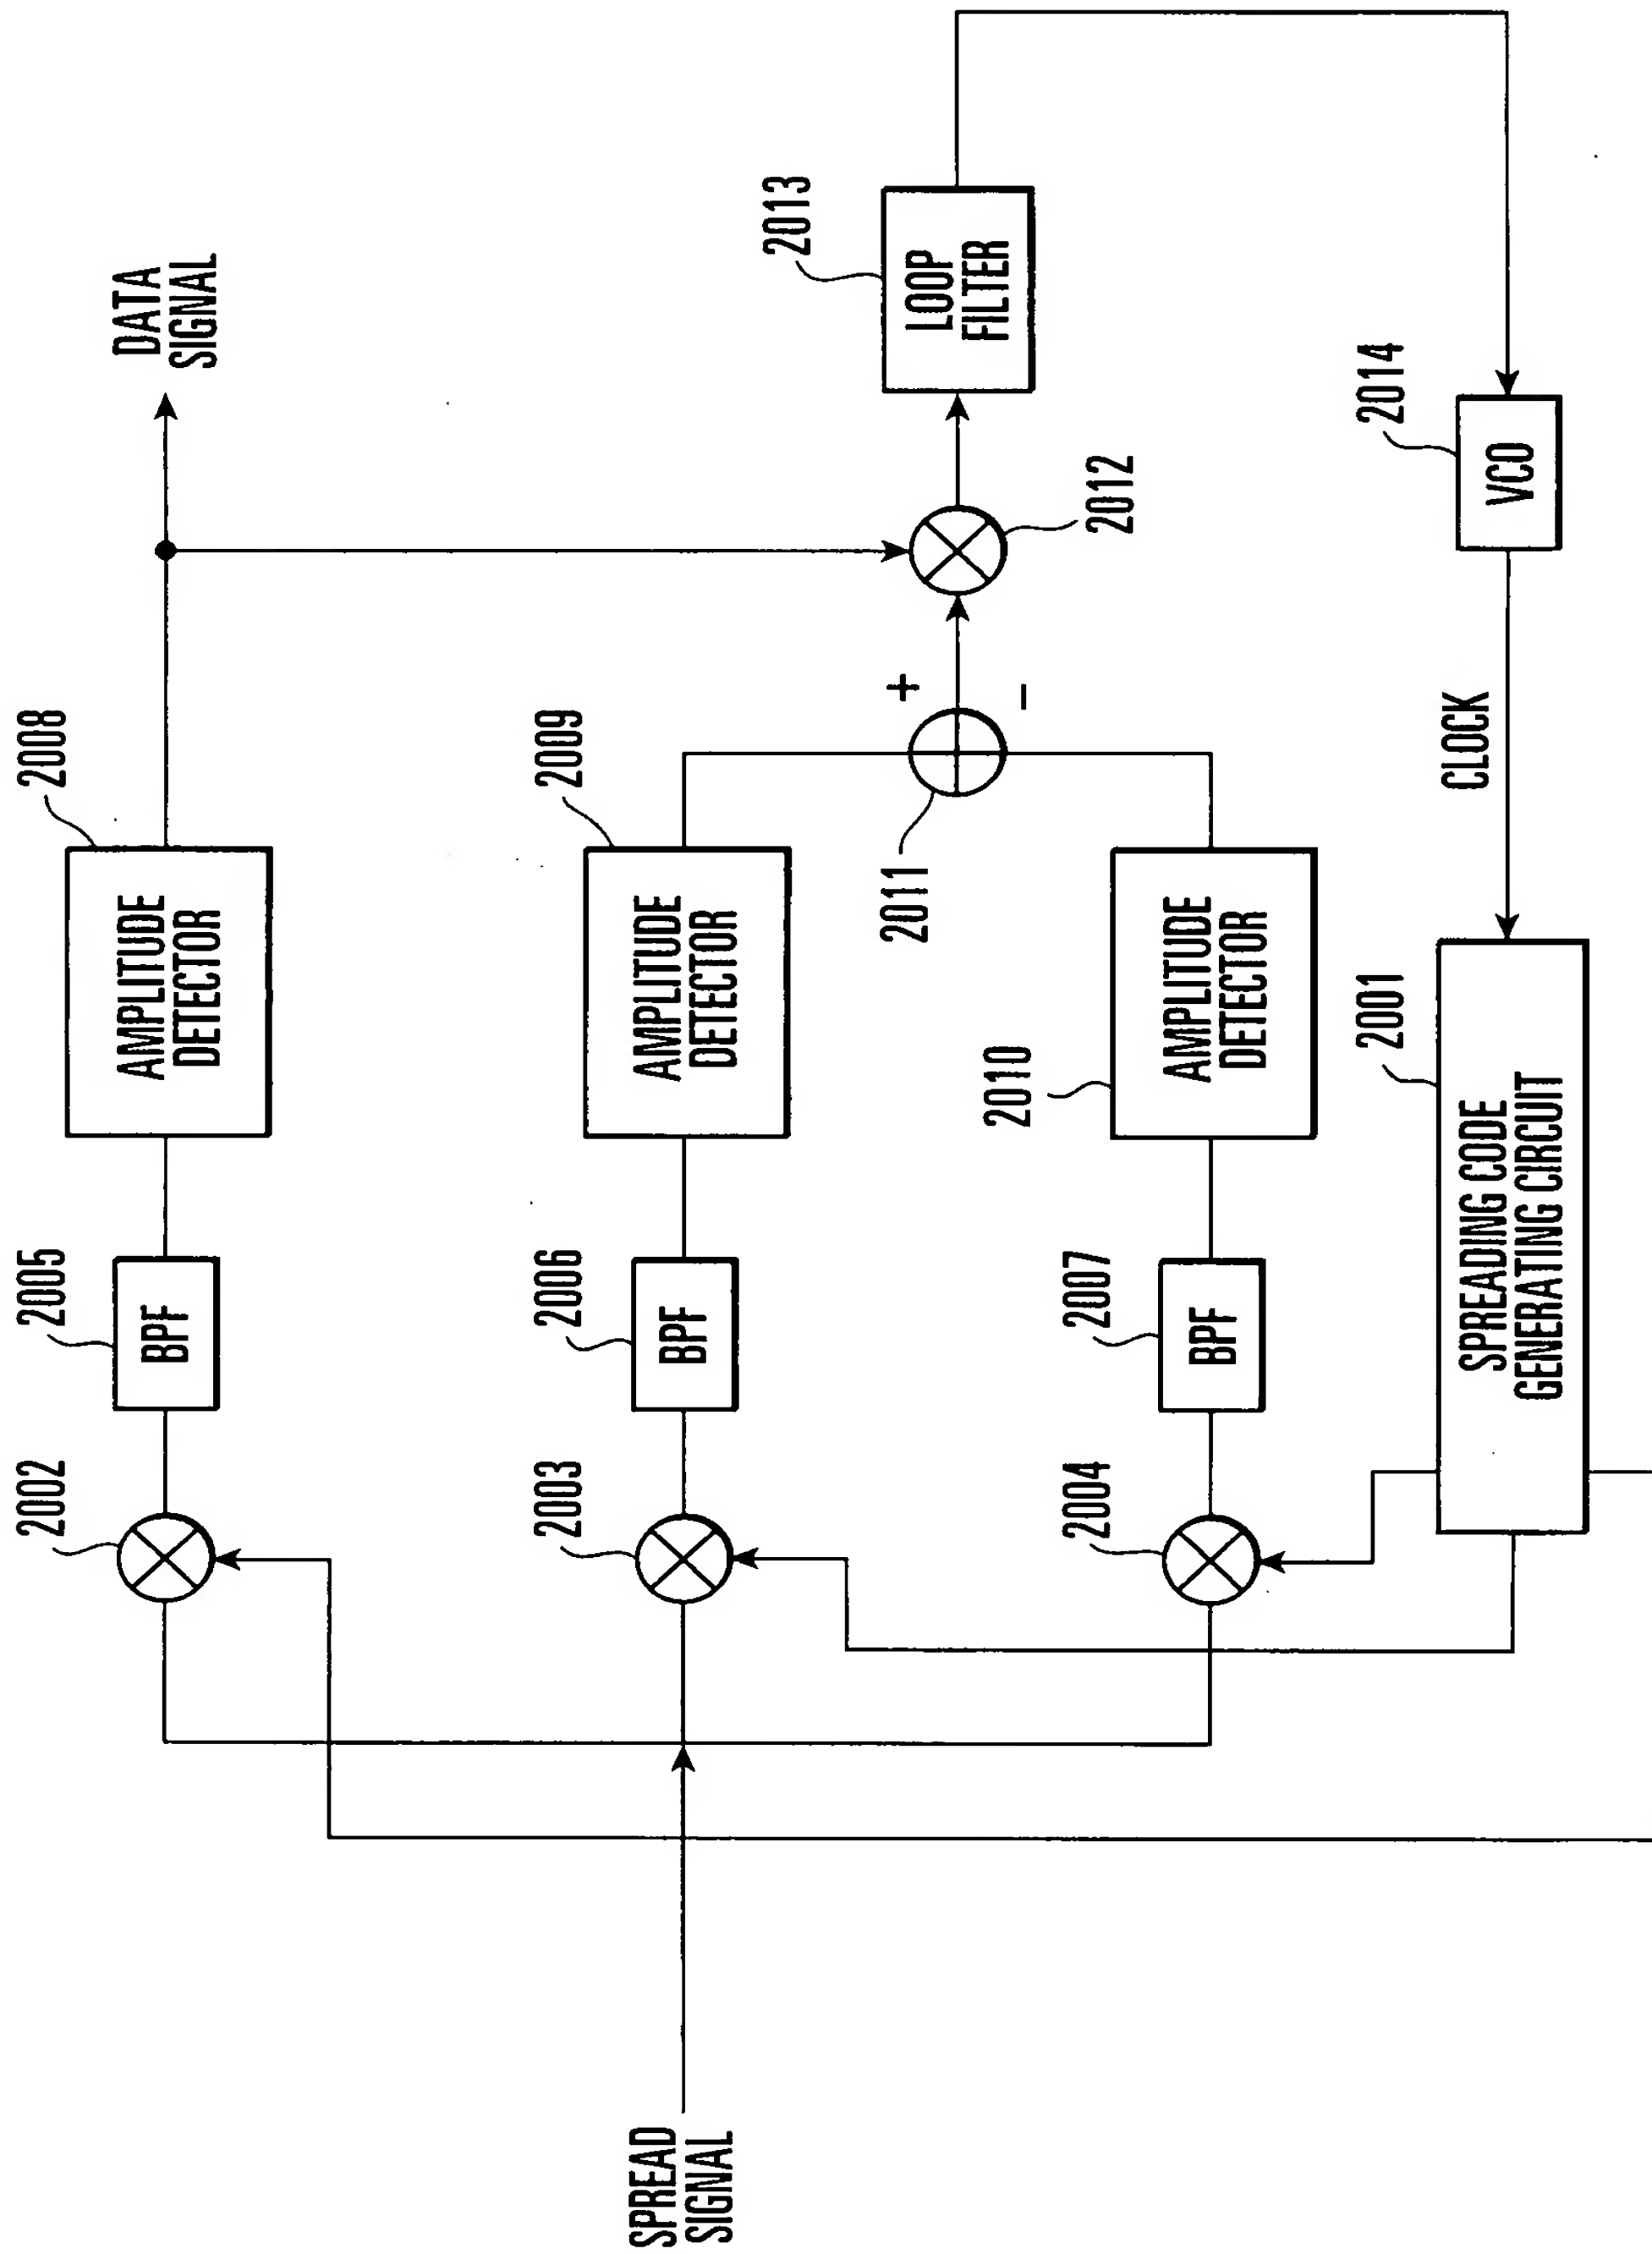 2002
2005
2008
BPF
AMPLITUDE
DETECTOR
DATA
SIGNAL
2003
2006
2009
BPF
AMPLITUDE
DETECTOR
SPREAD
SIGNAL
2013
LOOP
FILTER
+
−
2011
2012
2004
2007
2010
BPF
AMPLITUDE
DETECTOR
2001
2014
SPREADING CODE
GENERATING CIRCUIT
CLOCK
VCO